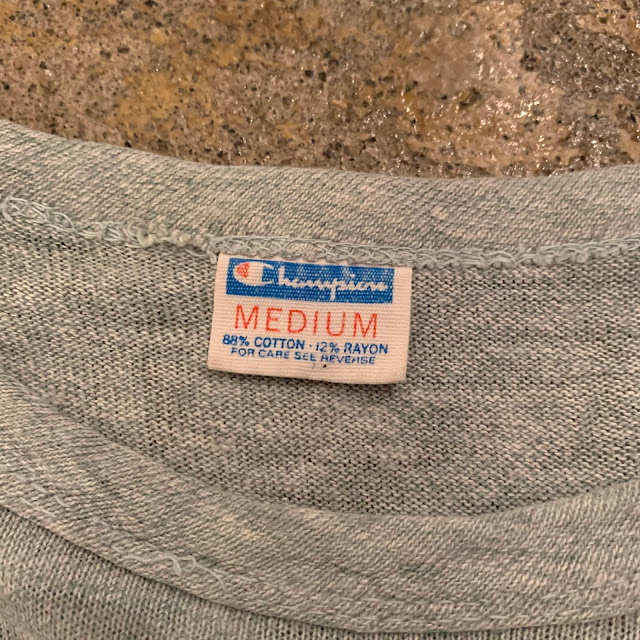 Champion
MEDIUM
88% COTTON · 12% RAYON
FOR CARE SEE REVERSE